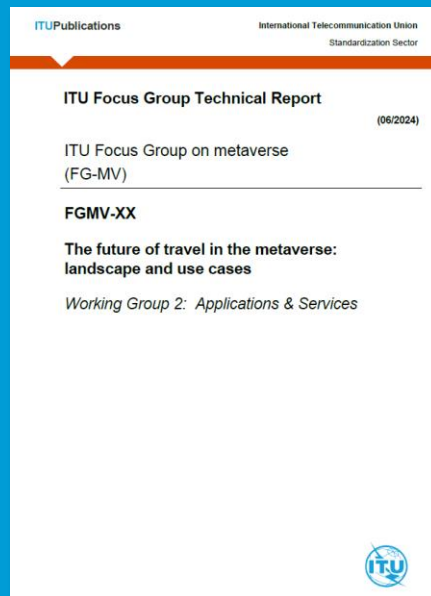 ITUPublications
International Telecommunication Union
Standardization Sector
ITU Focus Group Technical Report
(06/2024)
ITU Focus Group on metaverse
(FG-MV)
FGMV-XX
The future of travel in the metaverse:
landscape and use cases
Working Group 2: Applications & Services
ITU